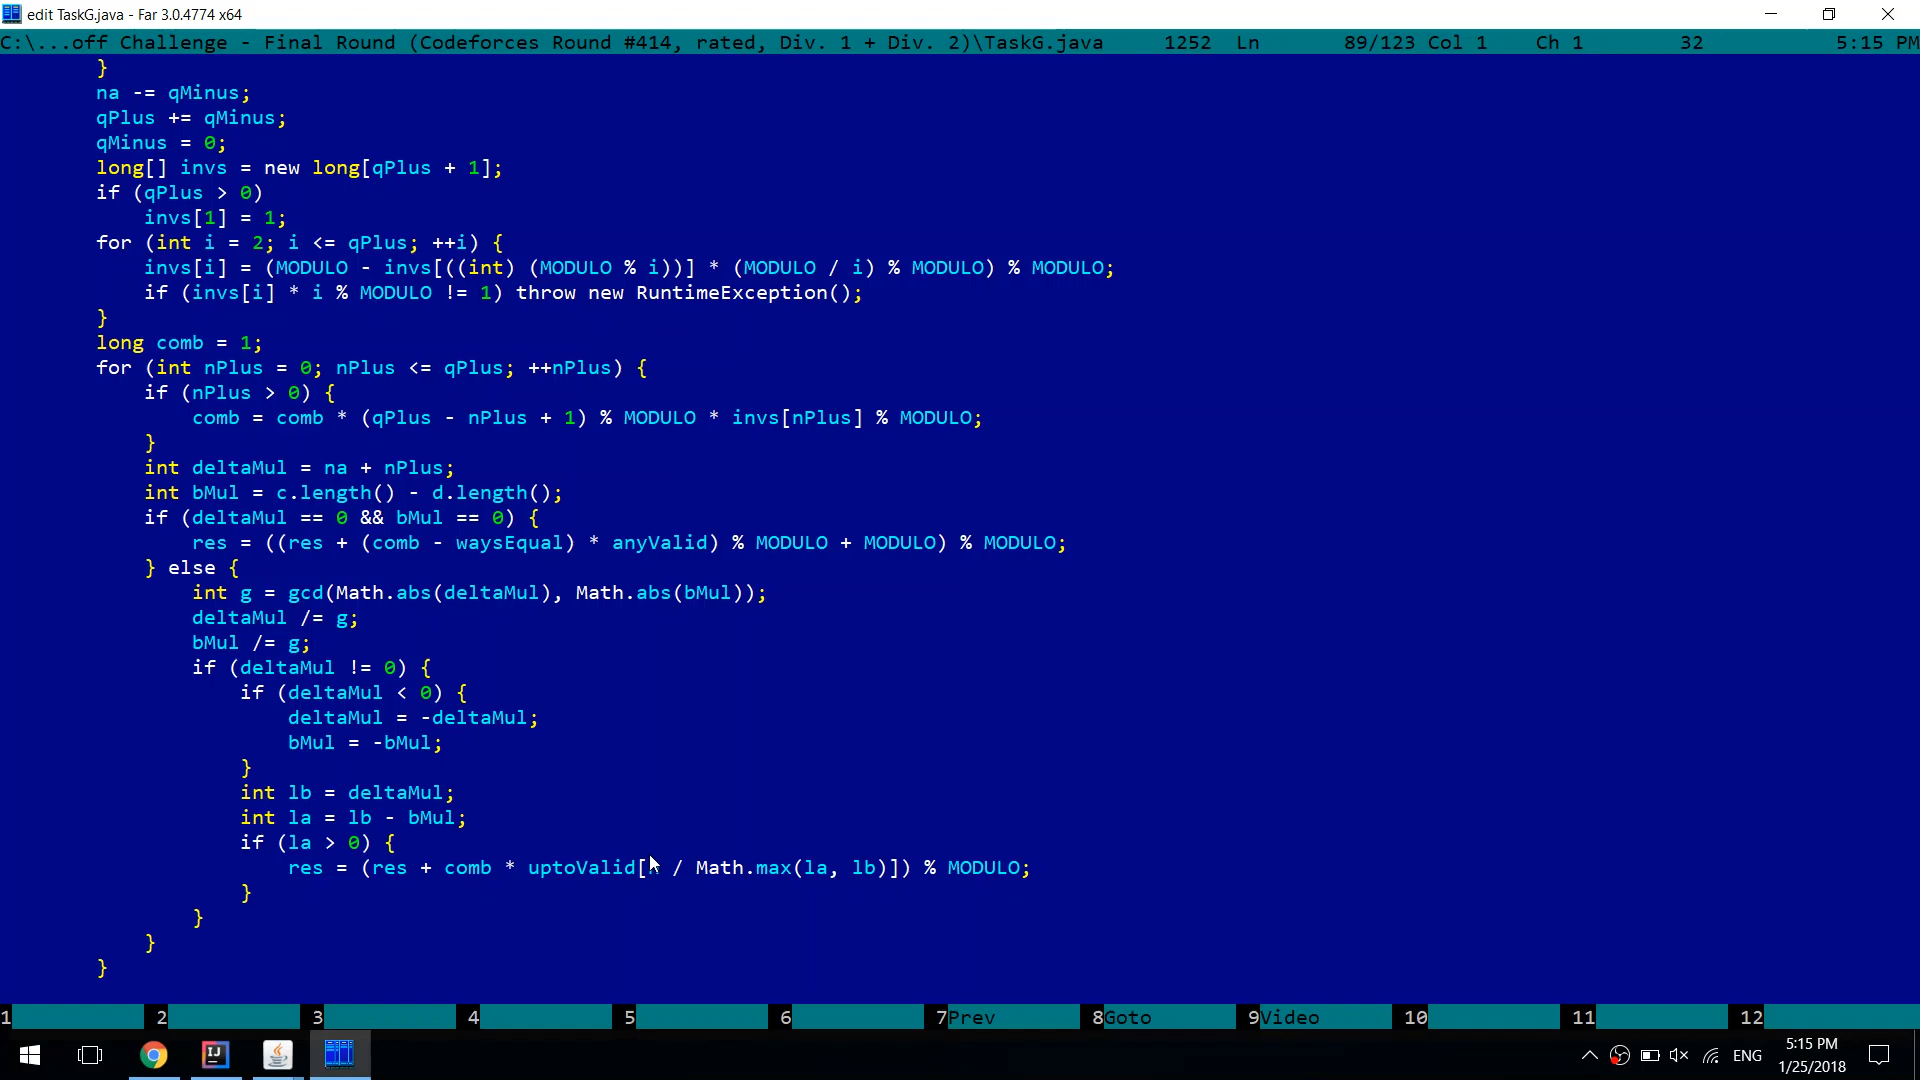 edit TaskG.java - Far 3.0.4774 x64
C:\...off Challenge - Final Round (Codeforces Round #414, rated, Div. 1 + Div. 2)\TaskG.java 1252 Ln 89/123 Col 1 Ch 1 32 5:15 PM
}
na -= qMinus;
qPlus += qMinus;
qMinus = 0;
long[] invs = new long[qPlus + 1];
if (qPlus > 0)
invs[1] = 1;
for (int i = 2; i <= qPlus; ++i) {
invs[i] = (MODULO - invs[((int) (MODULO % i))] * (MODULO / i) % MODULO) % MODULO;
if (invs[i] * i % MODULO != 1) throw new RuntimeException();
}
long comb = 1;
for (int nPlus = 0; nPlus <= qPlus; ++nPlus) {
if (nPlus > 0) {
comb = comb * (qPlus - nPlus + 1) % MODULO * invs[nPlus] % MODULO;
}
int deltaMul = na + nPlus;
int bMul = c.length() - d.length();
if (deltaMul == 0 && bMul == 0) {
res = ((res + (comb - waysEqual) * anyValid) % MODULO + MODULO) % MODULO;
} else {
int g = gcd(Math.abs(deltaMul), Math.abs(bMul));
deltaMul /= g;
bMul /= g;
if (deltaMul != 0) {
if (deltaMul < 0) {
deltaMul = -deltaMul;
bMul = -bMul;
}
int lb = deltaMul;
int la = lb - bMul;
if (la > 0) {
res = (res + comb * uptoValid[ / Math.max(la, lb)]) % MODULO;
}
}
}
}
1 2 3 4 5 6 7Prev 8Goto 9Video 10 11 12
ENG 5:15 PM
1/25/2018